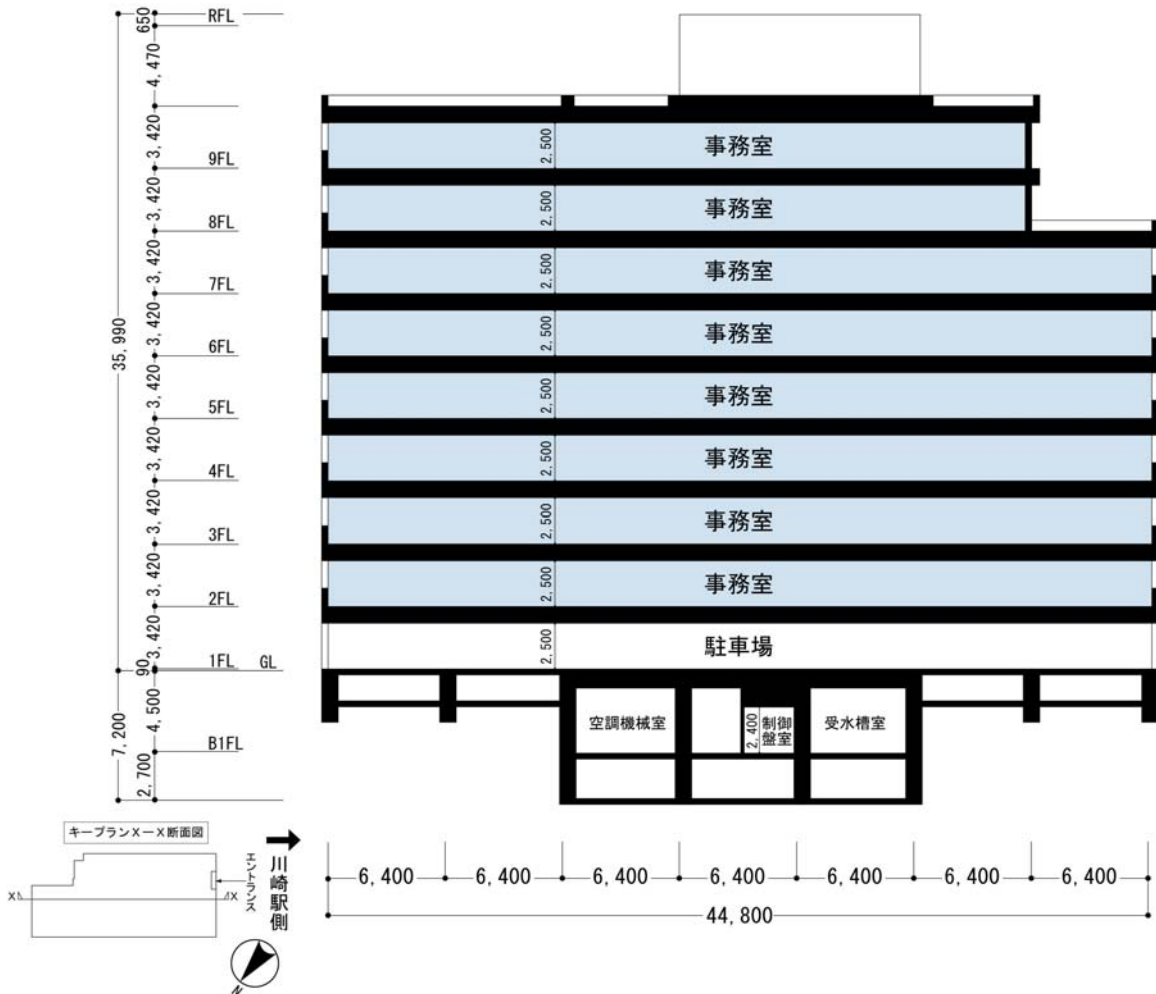 650
RFL
4,470
3,420
9FL
3,420
8FL
3,420
7FL
3,420
6FL
3,420
5FL
3,420
4FL
3,420
3FL
3,420
2FL
3,420
1FL
GL
90
35,990
4,500
7,200
B1FL
2,700
2,500
事務室
2,500
事務室
2,500
事務室
2,500
事務室
2,500
事務室
2,500
事務室
2,500
事務室
2,500
事務室
2,500
駐車場
空調機械室
2,400
制御盤室
受水槽室
キープランX-X断面図
X
X
エントランス
川崎駅側
N
6,400
6,400
6,400
6,400
6,400
6,400
6,400
44,800